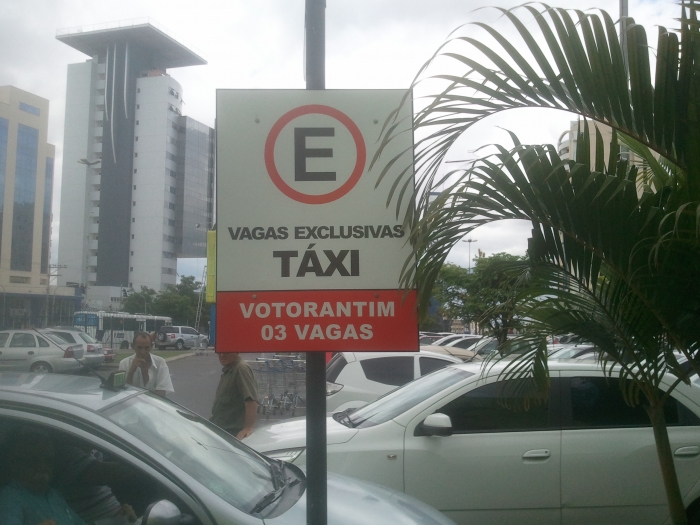 E
VAGAS EXCLUSIVAS
TÁXI
VOTORANTIM
03 VAGAS